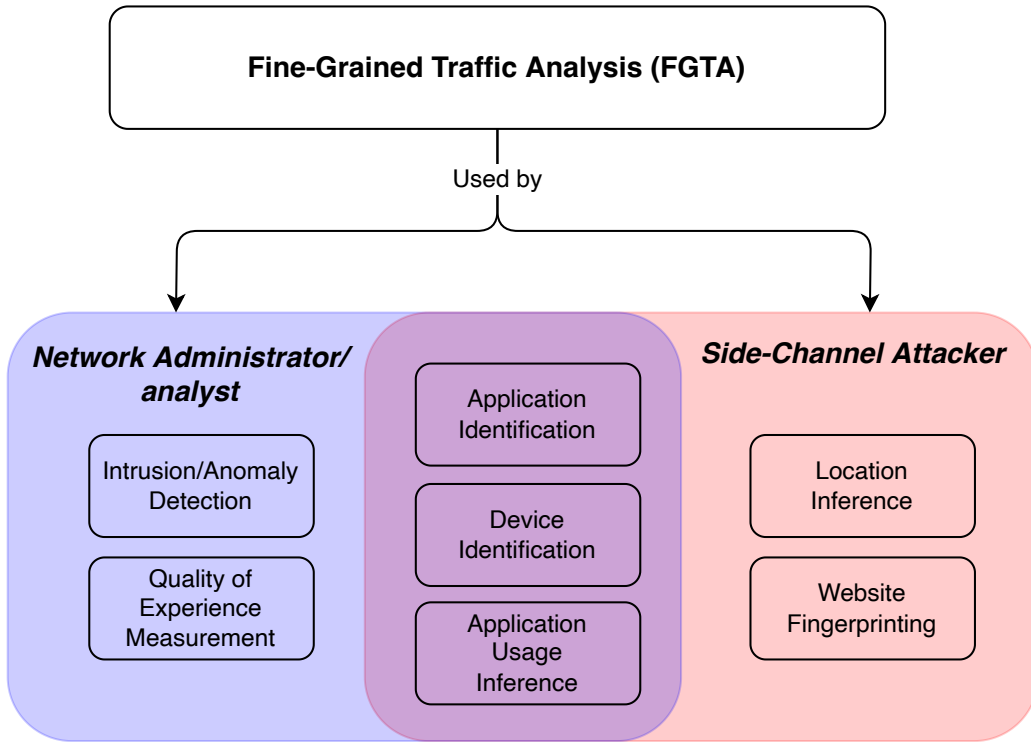 Fine-Grained Traffic Analysis (FGTA)
Used by
Network Administrator/
analyst
Intrusion/Anomaly
Detection
Quality of
Experience
Measurement
Application
Identification
Device
Identification
Application
Usage
Inference
Side-Channel Attacker
Location
Inference
Website
Fingerprinting